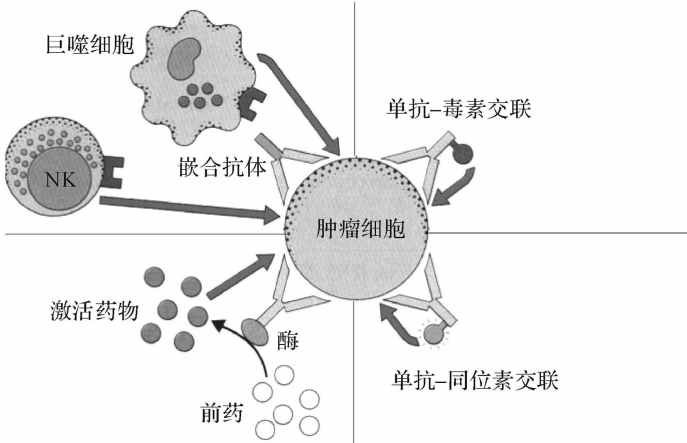 巨噬细胞
单抗-毒素交联
嵌合抗体
NK
肿瘤细胞
激活药物
酶
单抗-同位素交联
前药